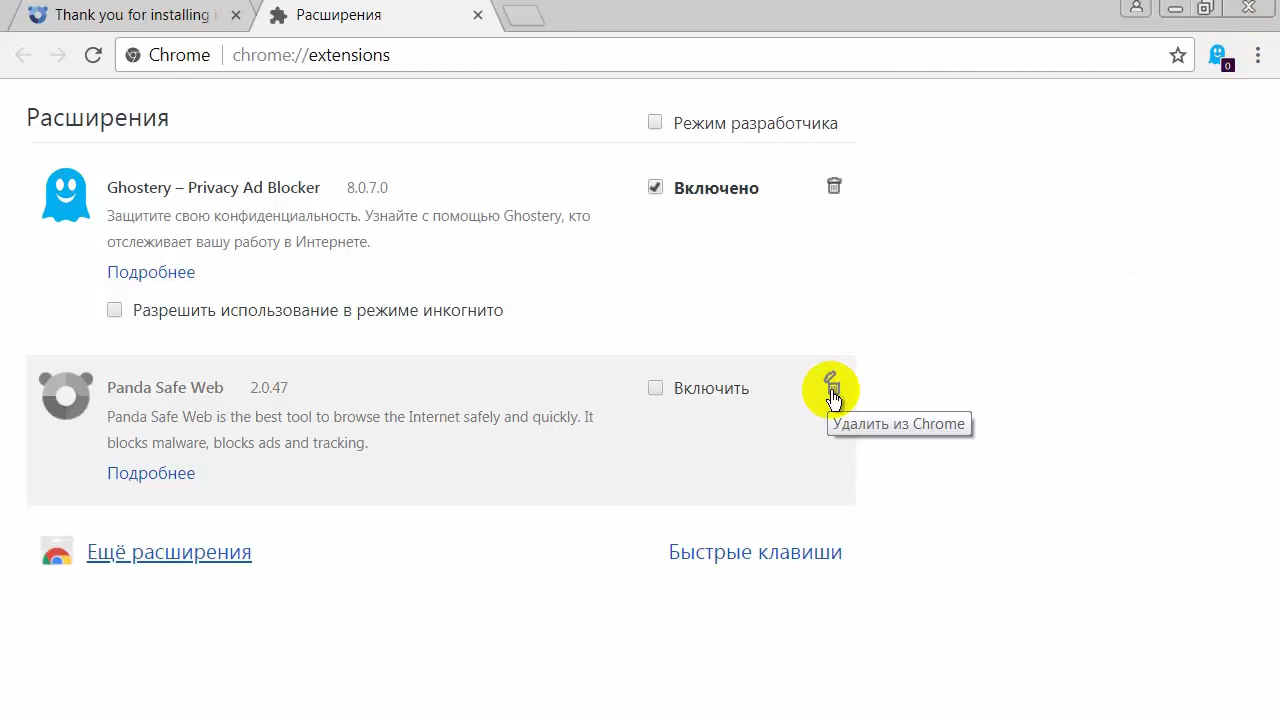 Thank you for installing
Расширения
Chrome
chrome://extensions
0
Расширения
Режим разработчика
Ghostery – Privacy Ad Blocker 8.0.7.0
Включено
Защитите свою конфиденциальность. Узнайте с помощью Ghostery, кто
отслеживает вашу работу в Интернете.
Подробнее
Разрешить использование в режиме инкогнито
Panda Safe Web 2.0.47
Включить
Panda Safe Web is the best tool to browse the Internet safely and quickly. It
blocks malware, blocks ads and tracking.
Удалить из Chrome
Подробнее
Ещё расширения
Быстрые клавиши